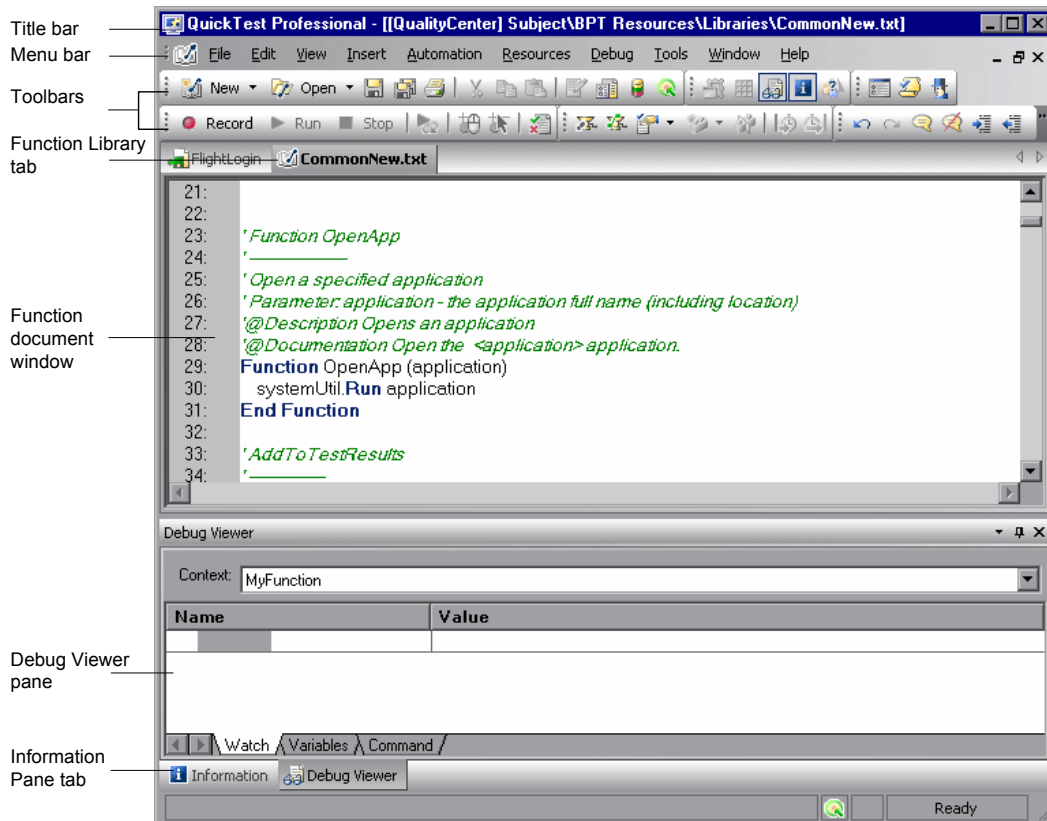 Title bar
QuickTest Professional - [[QualityCenter] Subject\BPT Resources\Libraries\CommonNew.txt]
Menu bar
File Edit View Insert Automation Resources Debug Tools Window Help
Toolbars
New Open
Record Run Stop
Function Library
tab
FlightLogin CommonNew.txt
21:
22:
23: ' Function OpenApp
24: ' ──────────
25: ' Open a specified application
26: ' Parameter: application - the application full name (including location)
27: '@Description Opens an application
28: '@Documentation Open the <application> application.
29: Function OpenApp (application)
30: systemUtil.Run application
31: End Function
32:
33: ' AddToTestResults
34: ' ────────
Function
document
window
Debug Viewer
Context: MyFunction
Name Value
Debug Viewer
pane
Watch Variables Command
Information
Pane tab
Information Debug Viewer
Ready